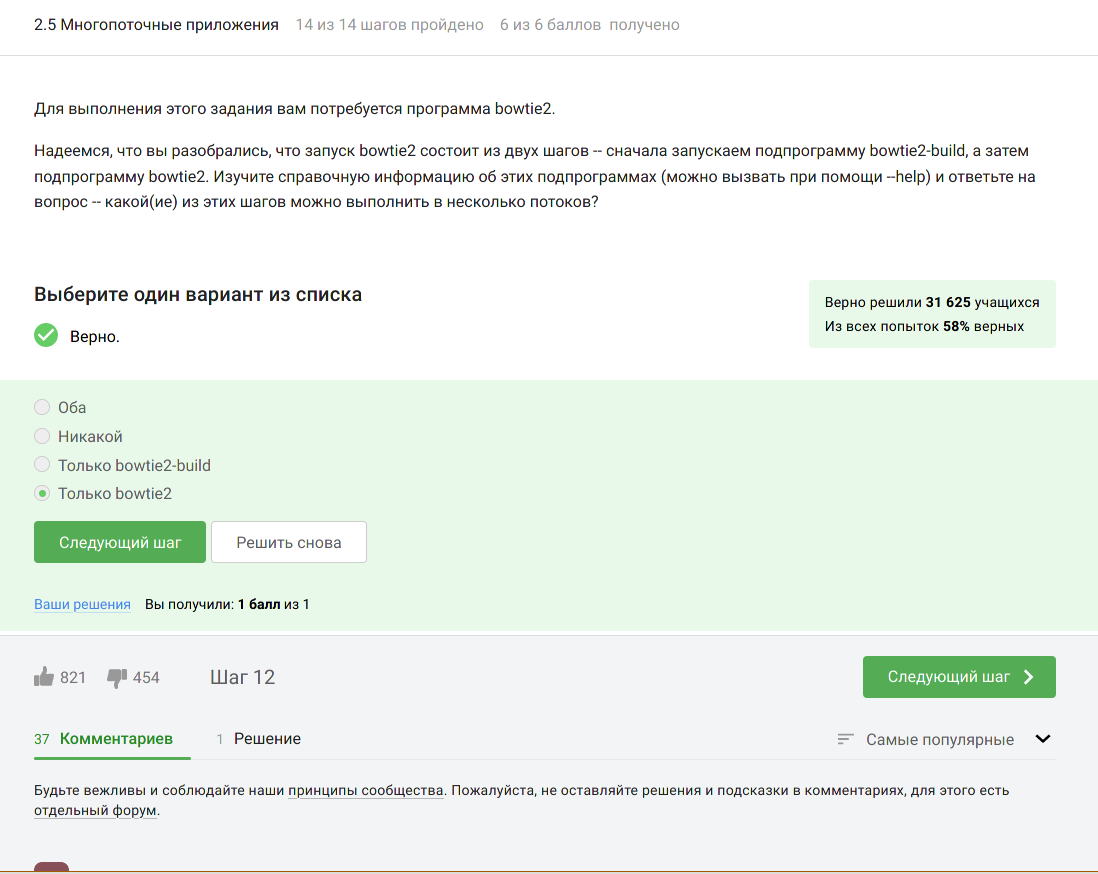 2.5 Многопоточные приложения 14 из 14 шагов пройдено 6 из 6 баллов получено
Для выполнения этого задания вам потребуется программа bowtie2.
Надеемся, что вы разобрались, что запуск bowtie2 состоит из двух шагов -- сначала запускаем подпрограмму bowtie2-build, а затем
подпрограмму bowtie2. Изучите справочную информацию об этих подпрограммах (можно вызвать при помощи --help) и ответьте на
вопрос -- какой(ие) из этих шагов можно выполнить в несколько потоков?
Выберите один вариант из списка
Верно.
Верно решили 31 625 учащихся
Из всех попыток 58% верных
Оба
Никакой
Только bowtie2-build
Только bowtie2
Следующий шаг Решить снова
Ваши решения Вы получили: 1 балл из 1
821 454 Шаг 12 Следующий шаг
37 Комментариев 1 Решение Самые популярные
Будьте вежливы и соблюдайте наши принципы сообщества. Пожалуйста, не оставляйте решения и подсказки в комментариях, для этого есть
отдельный форум.